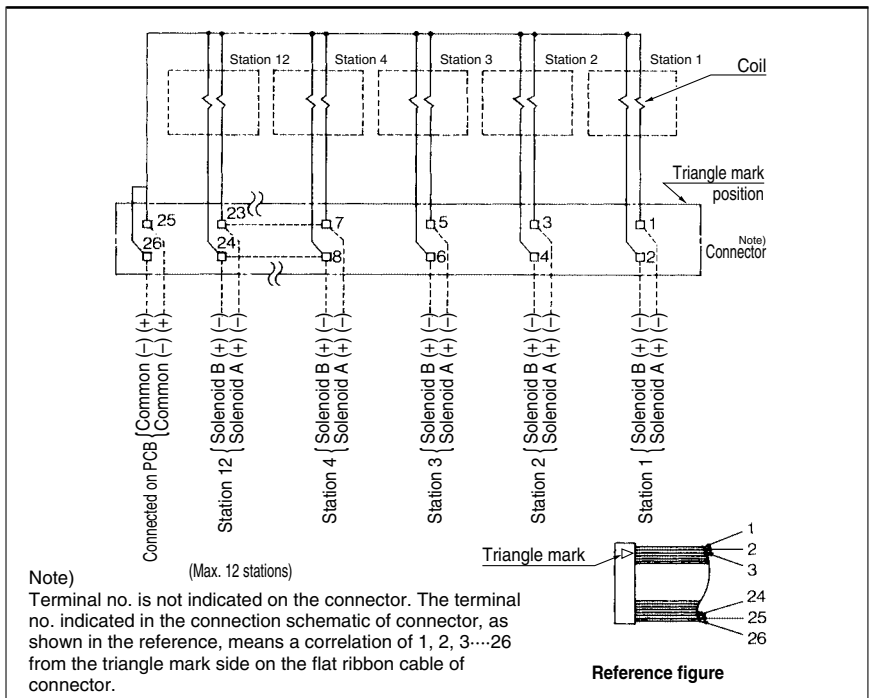 Station 12
Station 4
Station 3
Station 2
Station 1
Coil
Triangle mark
position
25
23
7
5
3
1
26
24
8
6
4
2
Note)
Connector
Connected on PCB { Common (–) (+)
Common (–) (+)
Station 12 { Solenoid B (+) (–)
Solenoid A (+) (–)
Station 4 { Solenoid B (+) (–)
Solenoid A (+) (–)
Station 3 { Solenoid B (+) (–)
Solenoid A (+) (–)
Station 2 { Solenoid B (+) (–)
Solenoid A (+) (–)
Station 1 { Solenoid B (+) (–)
Solenoid A (+) (–)
(Max. 12 stations)
Note)
Terminal no. is not indicated on the connector. The terminal
no. indicated in the connection schematic of connector, as
shown in the reference, means a correlation of 1, 2, 3····26
from the triangle mark side on the flat ribbon cable of
connector.
Triangle mark
1
2
3
24
25
26
Reference figure